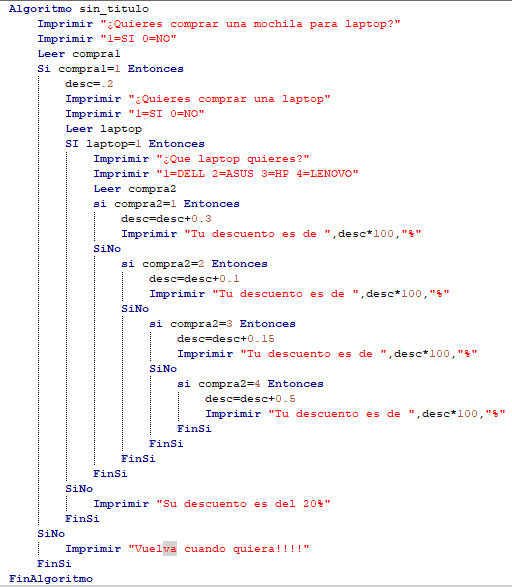 Algoritmo sin_titulo
Imprimir "¿Quieres comprar una mochila para laptop?"
Imprimir "1=SI 0=NO"
Leer compra1
Si compra1=1 Entonces
desc=.2
Imprimir "¿Quieres comprar una laptop"
Imprimir "1=SI 0=NO"
Leer laptop
SI laptop=1 Entonces
Imprimir "¿Que laptop quieres?"
Imprimir "1=DELL 2=ASUS 3=HP 4=LENOVO"
Leer compra2
si compra2=1 Entonces
desc=desc+0.3
Imprimir "Tu descuento es de ",desc*100,"%"
SiNo
si compra2=2 Entonces
desc=desc+0.1
Imprimir "Tu descuento es de ",desc*100,"%"
SiNo
si compra2=3 Entonces
desc=desc+0.15
Imprimir "Tu descuento es de ",desc*100,"%"
SiNo
si compra2=4 Entonces
desc=desc+0.5
Imprimir "Tu descuento es de ",desc*100,"%"
FinSi
FinSi
FinSi
FinSi
SiNo
Imprimir "Su descuento es del 20%"
FinSi
SiNo
Imprimir "Vuelva cuando quiera!!!!"
FinSi
FinAlgoritmo